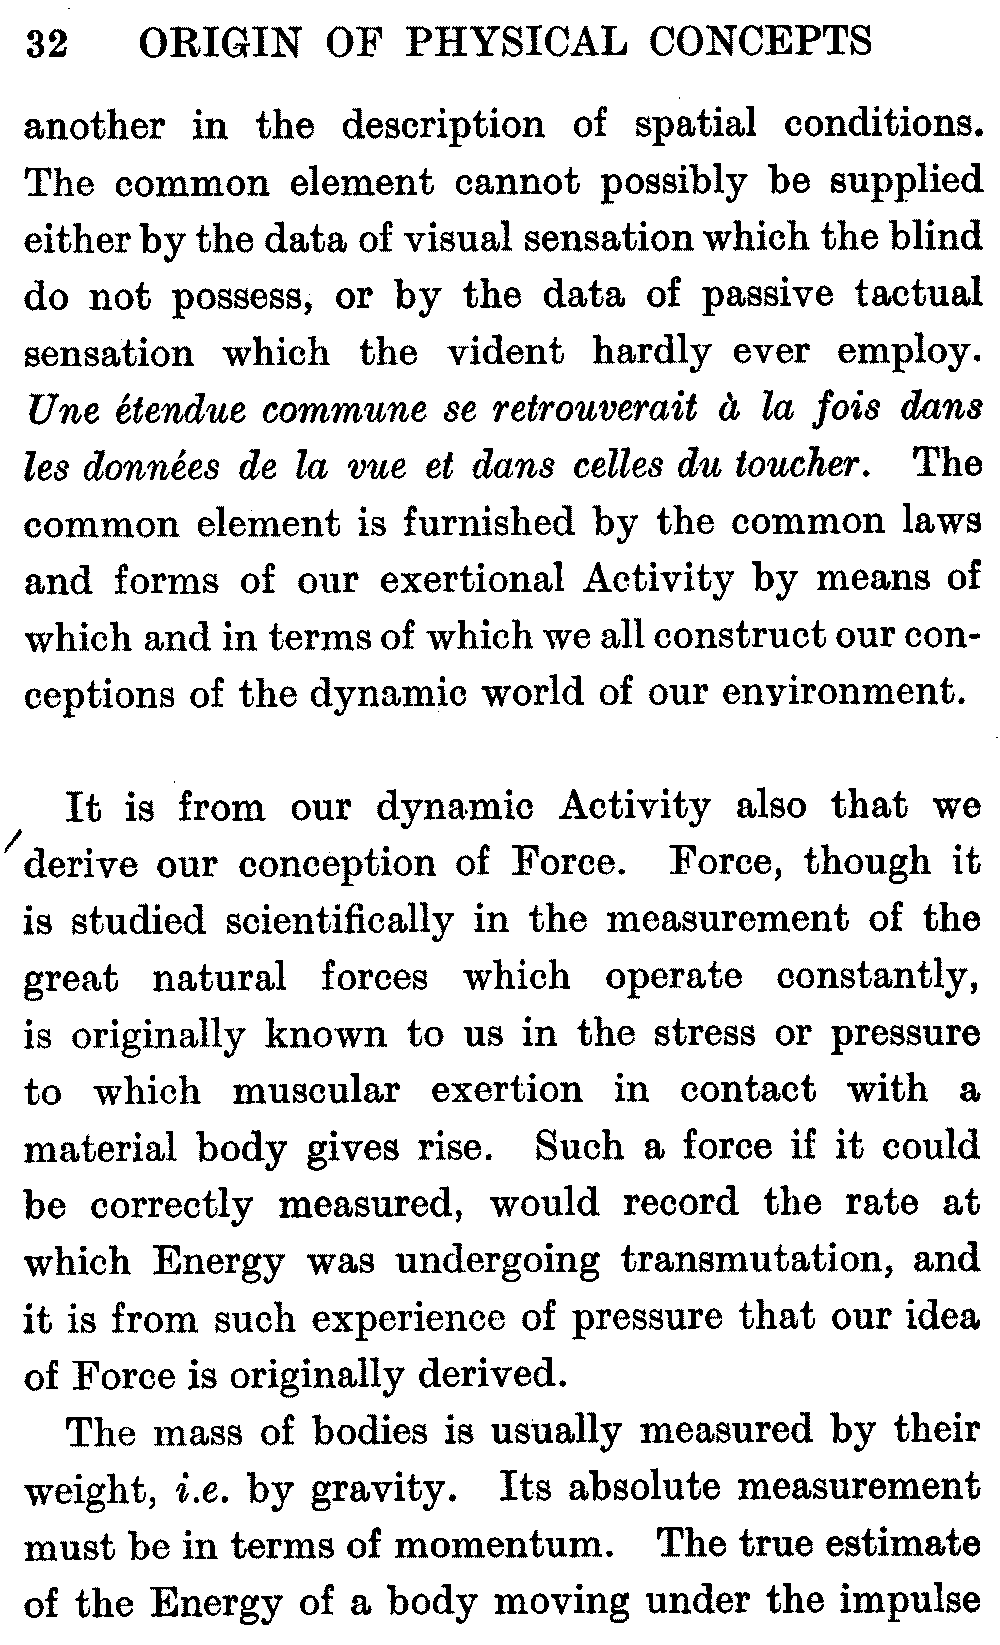 32 ORIGIN OF PHYSICAL CONCEPTS
another in the description of spatial conditions.
The common element cannot possibly be supplied
either by the data of visual sensation which the blind
do not possess, or by the data of passive tactual
sensation which the vident hardly ever employ.
Une étendue commune se retrouverait à la fois dans
les données de la vue et dans celles du toucher. The
common element is furnished by the common laws
and forms of our exertional Activity by means of
which and in terms of which we all construct our con-
ceptions of the dynamic world of our environment.
It is from our dynamic Activity also that we
derive our conception of Force. Force, though it
is studied scientifically in the measurement of the
great natural forces which operate constantly,
is originally known to us in the stress or pressure
to which muscular exertion in contact with a
material body gives rise. Such a force if it could
be correctly measured, would record the rate at
which Energy was undergoing transmutation, and
it is from such experience of pressure that our idea
of Force is originally derived.
The mass of bodies is usually measured by their
weight, i.e. by gravity. Its absolute measurement
must be in terms of momentum. The true estimate
of the Energy of a body moving under the impulse